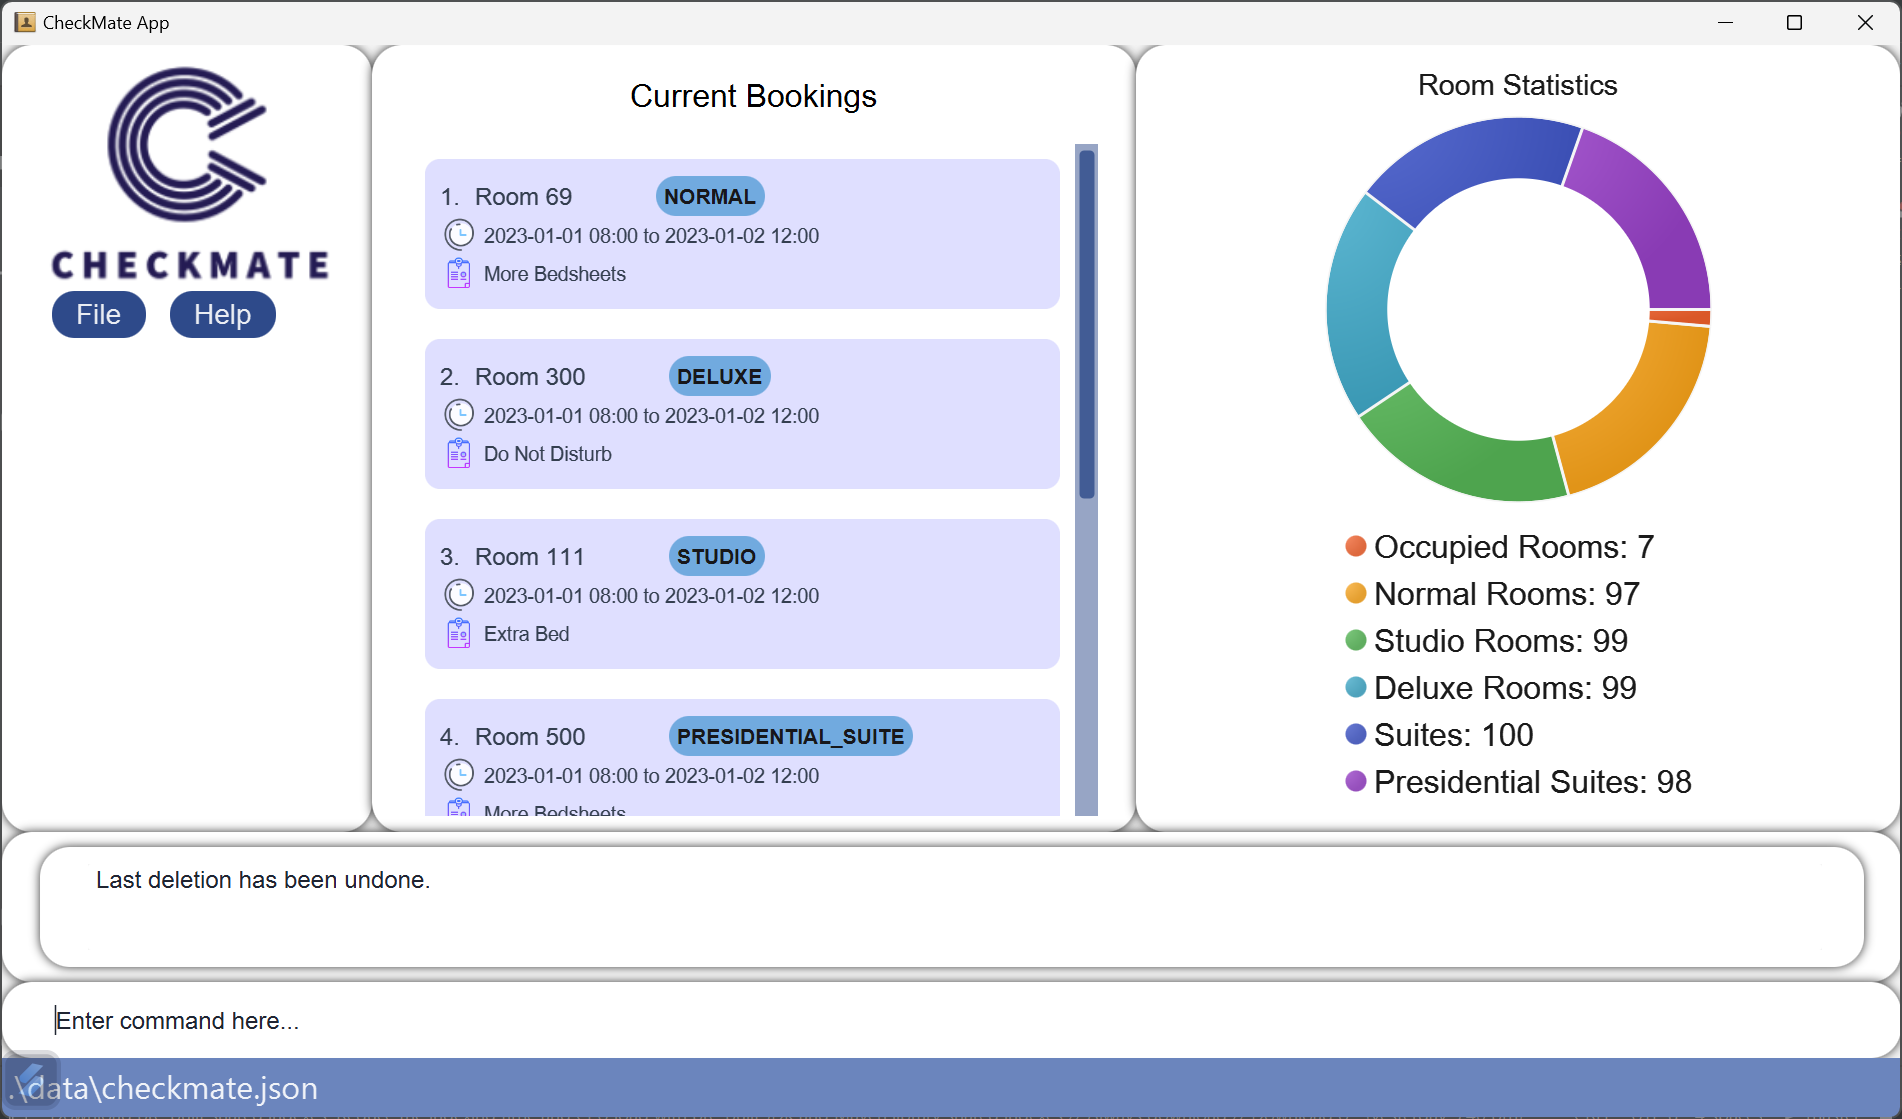 CheckMate App
CHECKMATE
File Help
Current Bookings
1. Room 69 NORMAL
2023-01-01 08:00 to 2023-01-02 12:00
More Bedsheets
2. Room 300 DELUXE
2023-01-01 08:00 to 2023-01-02 12:00
Do Not Disturb
3. Room 111 STUDIO
2023-01-01 08:00 to 2023-01-02 12:00
Extra Bed
4. Room 500 PRESIDENTIAL_SUITE
2023-01-01 08:00 to 2023-01-02 12:00
More Bedsheets
Room Statistics
Occupied Rooms: 7
Normal Rooms: 97
Studio Rooms: 99
Deluxe Rooms: 99
Suites: 100
Presidential Suites: 98
Last deletion has been undone.
Enter command here...
.\data\checkmate.json